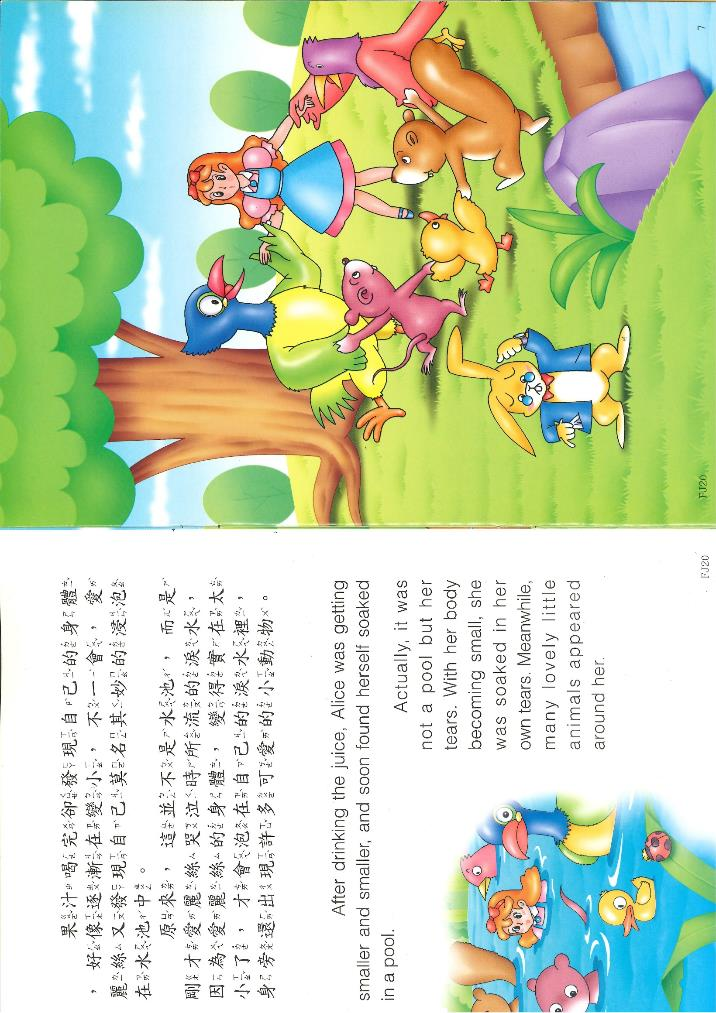 果汁喝完卻發現自己的身體
，好像逐漸在變小，不一會，愛
麗絲又發現自己莫名其妙的浸泡
在水池中。
原來，這並不是水池，而是
剛才愛麗絲哭泣時所流的淚水，
因為愛麗絲的身體，變得實在太
小了，才會泡在自己的淚水裡，
身旁還出現許多可愛的小動物。
After drinking the juice, Alice was getting
smaller and smaller, and soon found herself soaked
in a pool.
Actually, it was
not a pool but her
tears. With her body
becoming small, she
was soaked in her
own tears. Meanwhile,
many lovely little
animals appeared
around her.
FJ20
FJ20
7